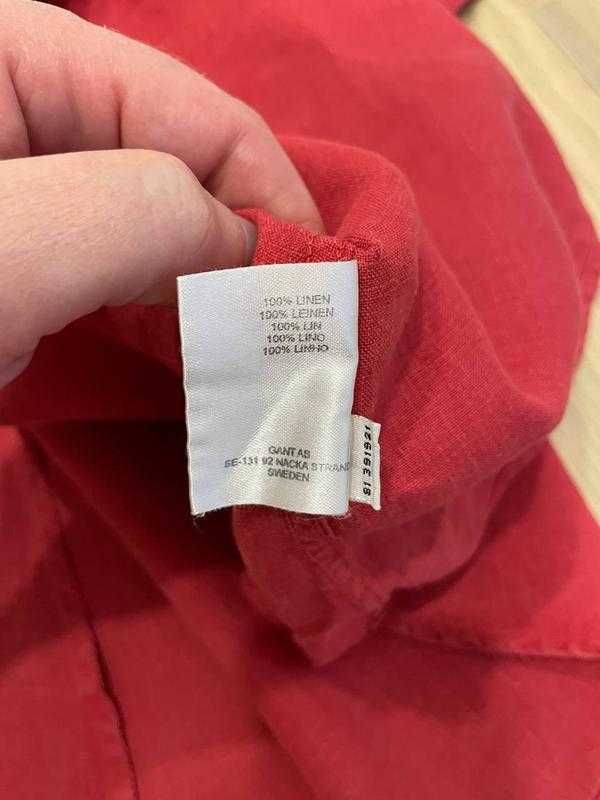 100% LINEN
100% LEINEN
100% LIN
100% LINO
100% LINHO
GANT AB
SE-131 92 NACKA STRAND
SWEDEN